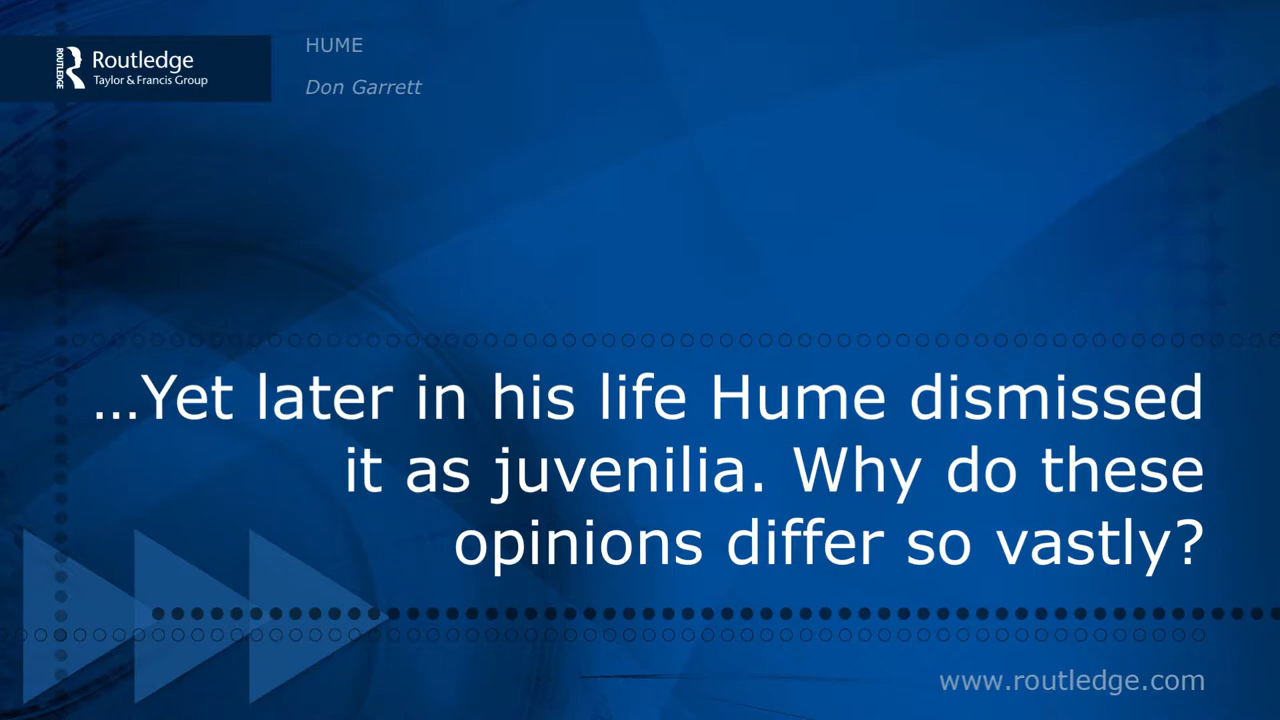 ROUTLEDGE
Routledge
Taylor & Francis Group
HUME
Don Garrett
...Yet later in his life Hume dismissed
it as juvenilia. Why do these
opinions differ so vastly?
www.routledge.com